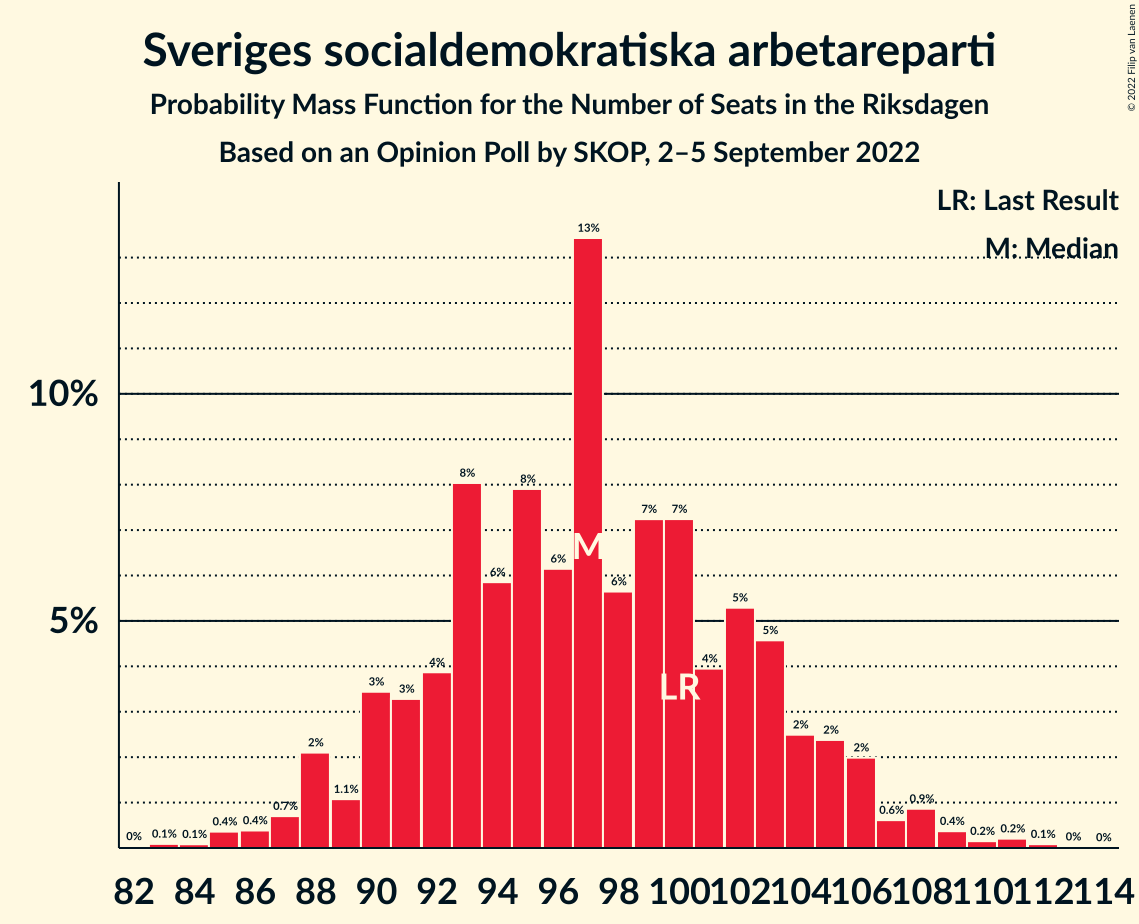 Sveriges socialdemokratiska arbetareparti
Probability Mass Function for the Number of Seats in the Riksdagen
Based on an Opinion Poll by SKOP, 2–5 September 2022
© 2022 Filip van Laenen
LR: Last Result
M: Median
10%
5%
0% 0.1% 0.1% 0.4% 0.4% 0.7% 2% 1.1% 3% 3% 4% 8% 6% 8% 6% 13% 6% 7% 7% 4% 5% 5% 2% 2% 2% 0.6% 0.9% 0.4% 0.2% 0.2% 0.1% 0% 0%
M
LR
82 84 86 88 90 92 94 96 98 100 102 104 106 108 110 112 114